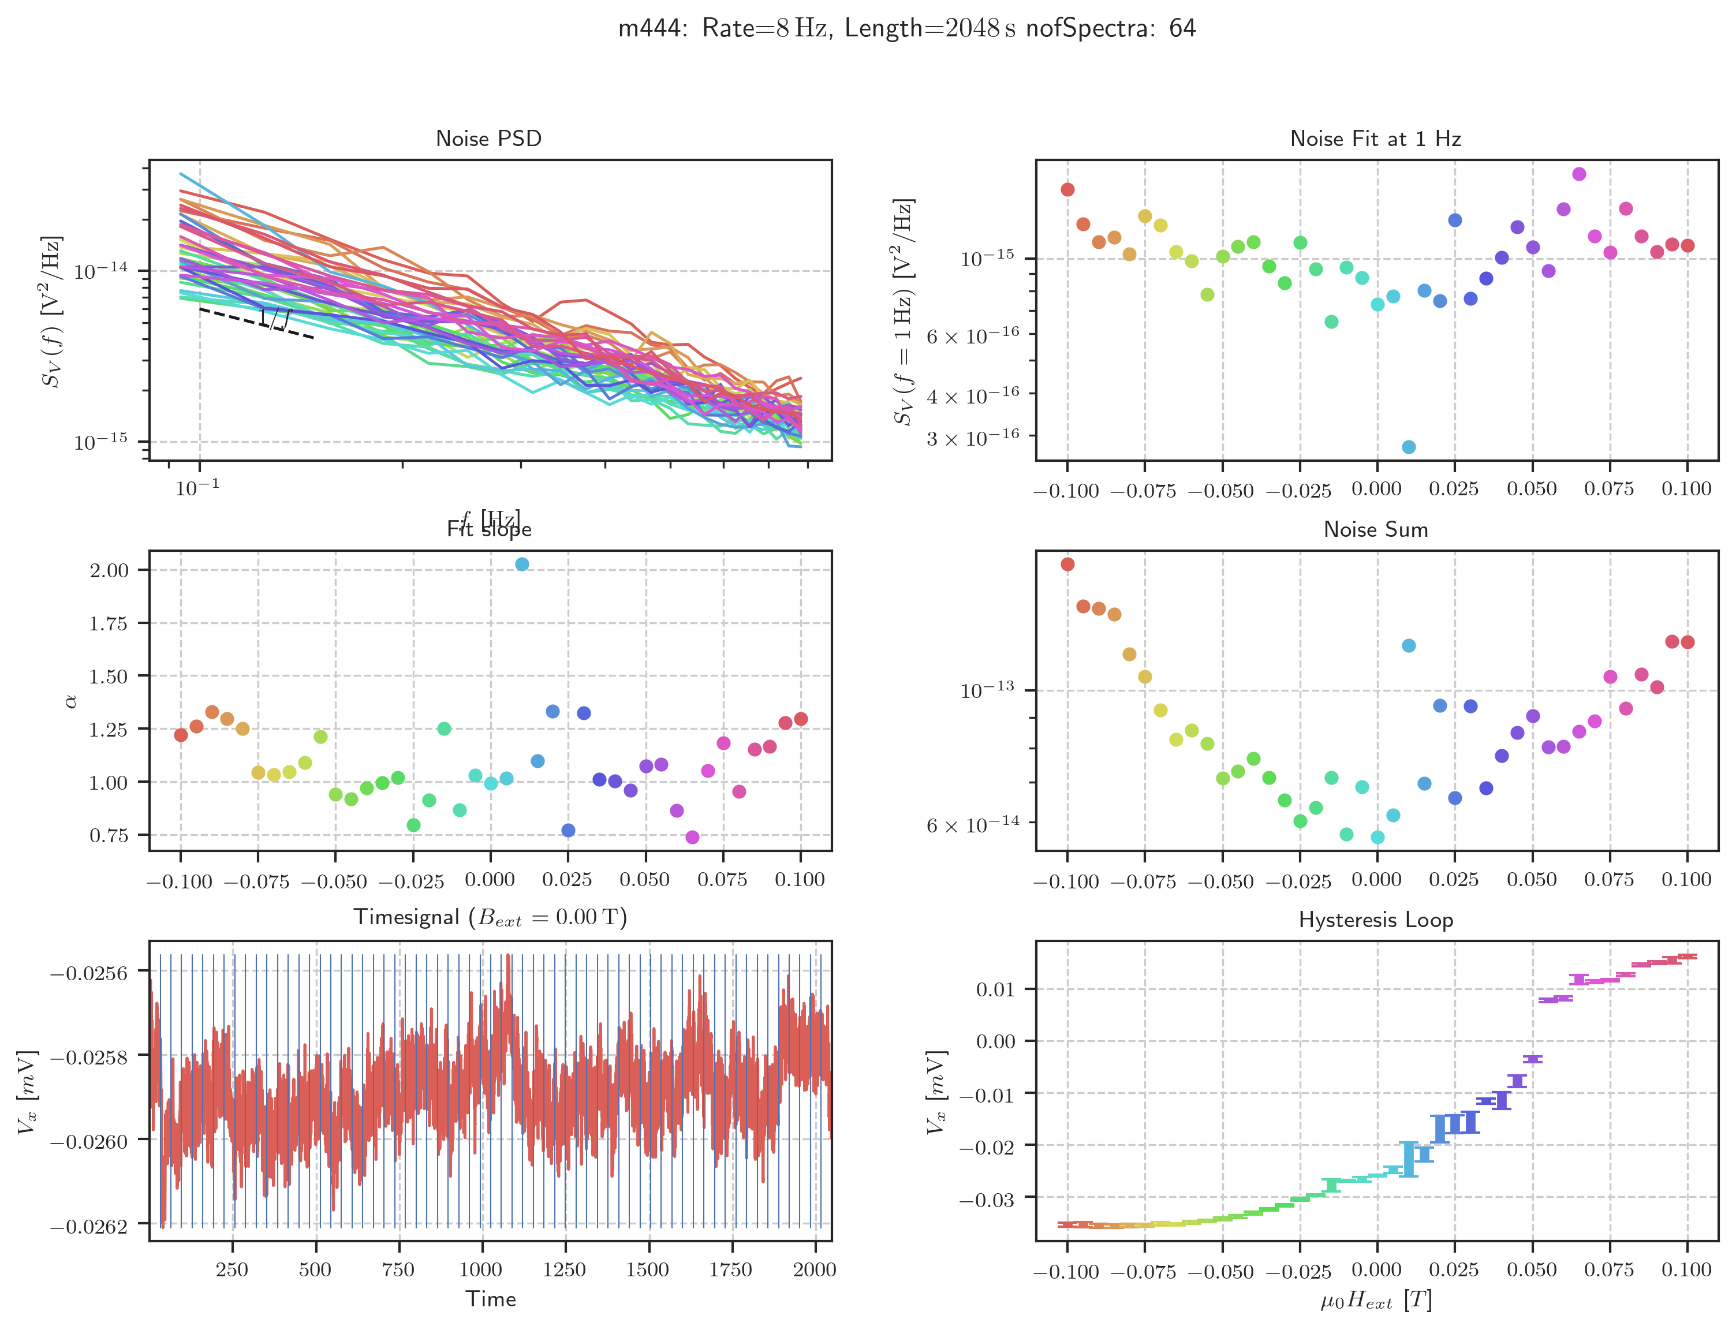 m444: Rate=8 Hz, Length=2048 s nofSpectra: 64
Noise PSD
S_V(f) [V²/Hz]
10⁻¹⁴
10⁻¹⁵
1/f
10⁻¹
f [Hz]
Noise Fit at 1 Hz
S_V(f = 1 Hz) [V²/Hz]
10⁻¹⁵
6 × 10⁻¹⁶
4 × 10⁻¹⁶
3 × 10⁻¹⁶
−0.100 −0.075 −0.050 −0.025 0.000 0.025 0.050 0.075 0.100
Fit slope
α
2.00
1.75
1.50
1.25
1.00
0.75
−0.100 −0.075 −0.050 −0.025 0.000 0.025 0.050 0.075 0.100
Noise Sum
10⁻¹³
6 × 10⁻¹⁴
−0.100 −0.075 −0.050 −0.025 0.000 0.025 0.050 0.075 0.100
Timesignal (B_ext = 0.00 T)
V_x [mV]
−0.0256
−0.0258
−0.0260
−0.0262
250 500 750 1000 1250 1500 1750 2000
Time
Hysteresis Loop
V_x [mV]
0.01
0.00
−0.01
−0.02
−0.03
−0.100 −0.075 −0.050 −0.025 0.000 0.025 0.050 0.075 0.100
μ₀H_ext [T]